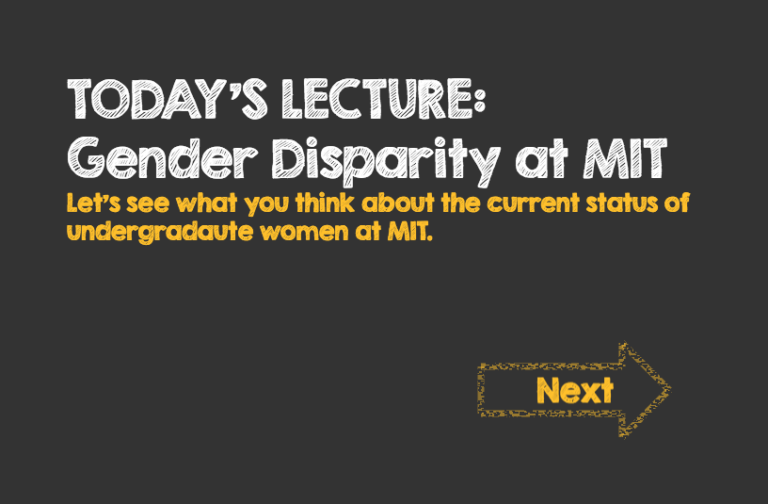 TODAY'S LECTURE:
Gender Disparity at MIT
Let's see what you think about the current status of
undergradaute women at MIT.
Next